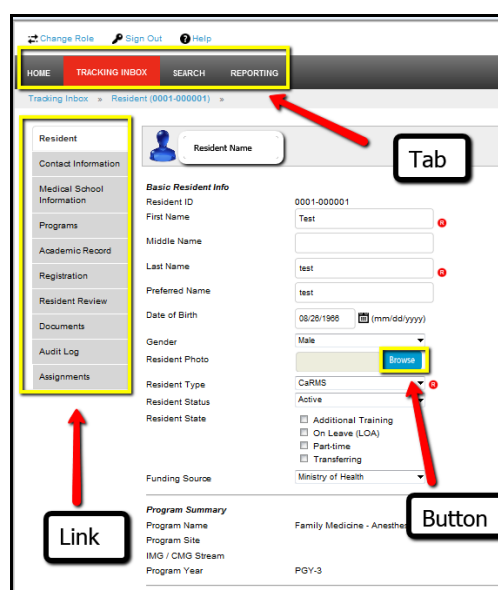 Change Role Sign Out Help
HOME TRACKING INBOX SEARCH REPORTING
Tracking Inbox » Resident (0001-000001) »
Tab
Resident
Contact Information
Medical School
Information
Programs
Academic Record
Registration
Resident Review
Documents
Audit Log
Assignments
Link
Resident Name
Basic Resident Info
Resident ID 0001-000001
First Name Test R
Middle Name
Last Name test R
Preferred Name test
Date of Birth 08/26/1966 (mm/dd/yyyy)
Gender Male
Resident Photo Browse
Resident Type CaRMS R
Resident Status Active
Resident State Additional Training
On Leave (LOA)
Part-time
Transferring
Funding Source Ministry of Health
Button
Program Summary
Program Name Family Medicine - Anesthes
Program Site
IMG / CMG Stream
Program Year PGY-3